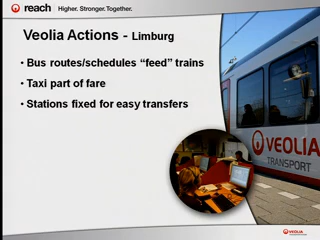 reach Higher. Stronger. Together.
Veolia Actions - Limburg
• Bus routes/schedules “feed” trains
• Taxi part of fare
• Stations fixed for easy transfers
VEOLIA
TRANSPORT
VEOLIA